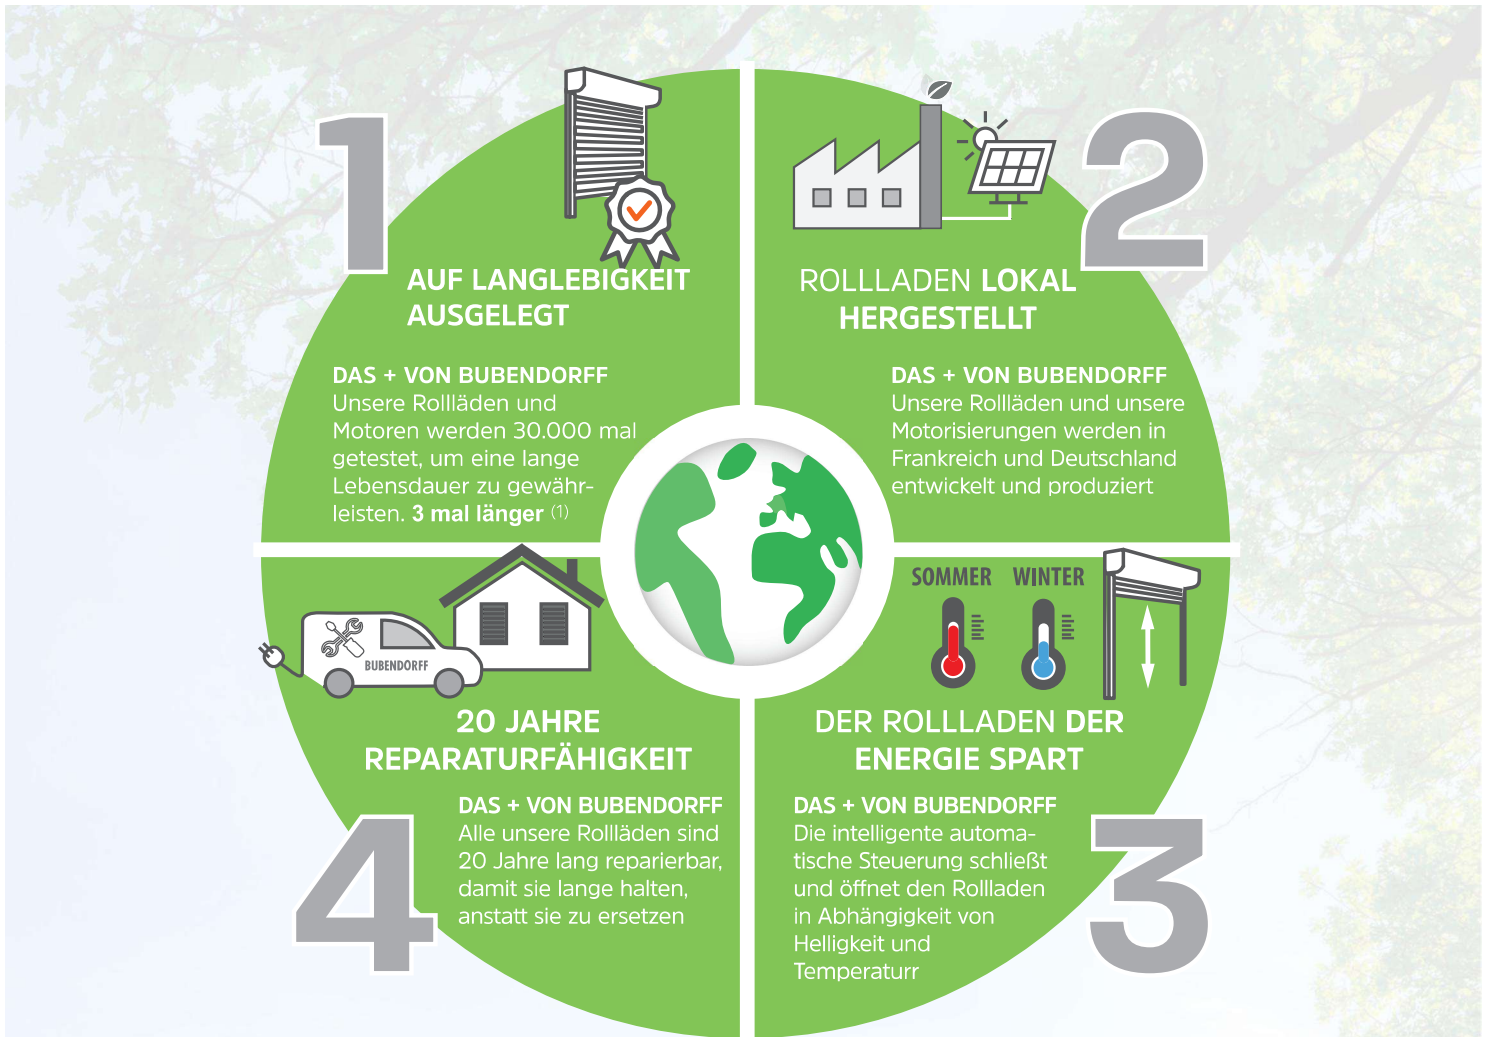 1
AUF LANGLEBIGKEIT
AUSGELEGT
DAS + VON BUBENDORFF
Unsere Rollläden und
Motoren werden 30.000 mal
getestet, um eine lange
Lebensdauer zu gewähr-
leisten. 3 mal länger (1)
2
ROLLLADEN LOKAL
HERGESTELLT
DAS + VON BUBENDORFF
Unsere Rollläden und unsere
Motorisierungen werden in
Frankreich und Deutschland
entwickelt und produziert
SOMMER WINTER
DER ROLLLADEN DER
ENERGIE SPART
DAS + VON BUBENDORFF
Die intelligente automa-
tische Steuerung schließt
und öffnet den Rollladen
in Abhängigkeit von
Helligkeit und
Temperaturr
3
BUBENDORFF
20 JAHRE
REPARATURFÄHIGKEIT
DAS + VON BUBENDORFF
Alle unsere Rollläden sind
20 Jahre lang reparierbar,
damit sie lange halten,
anstatt sie zu ersetzen
4